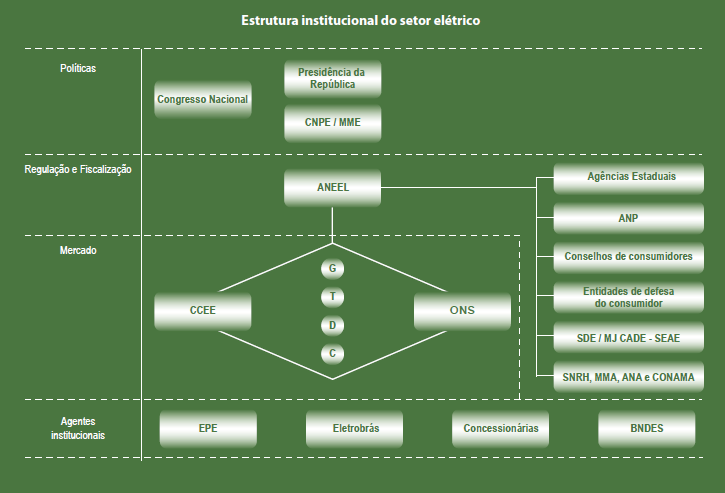 Estrutura institucional do setor elétrico
Políticas
Congresso Nacional
Presidência da
República
CNPE / MME
Regulação e Fiscalização
ANEEL
Agências Estaduais
ANP
Conselhos de consumidores
Entidades de defesa
do consumidor
SDE / MJ CADE - SEAE
SNRH, MMA, ANA e CONAMA
Mercado
CCEE
G
T
D
C
ONS
Agentes
institucionais
EPE
Eletrobrás
Concessionárias
BNDES